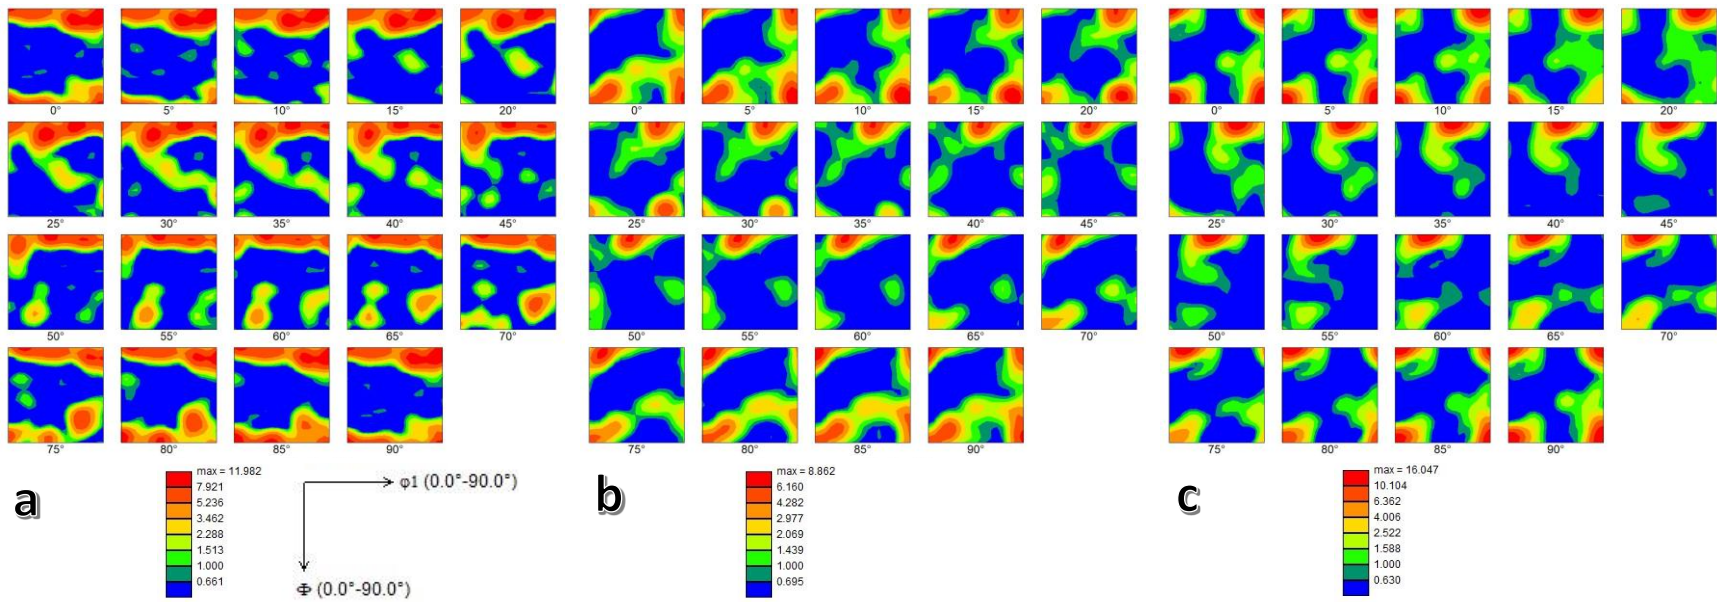 0° 5° 10° 15° 20°
25° 30° 35° 40° 45°
50° 55° 60° 65° 70°
75° 80° 85° 90°
a
max = 11.982
7.921
5.236
3.462
2.288
1.513
1.000
0.661
φ1 (0.0°-90.0°)
Φ (0.0°-90.0°)
0° 5° 10° 15° 20°
25° 30° 35° 40° 45°
50° 55° 60° 65° 70°
75° 80° 85° 90°
b
max = 8.862
6.160
4.282
2.977
2.069
1.439
1.000
0.695
0° 5° 10° 15° 20°
25° 30° 35° 40° 45°
50° 55° 60° 65° 70°
75° 80° 85° 90°
c
max = 16.047
10.104
6.362
4.006
2.522
1.588
1.000
0.630